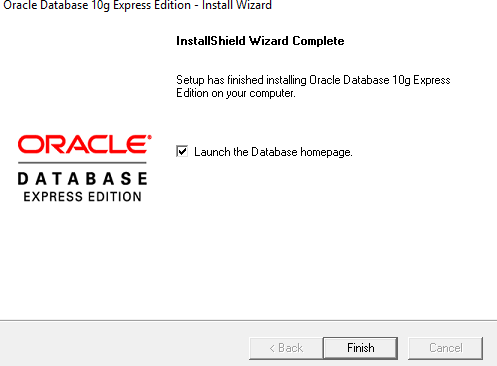 Oracle Database 10g Express Edition - Install Wizard
InstallShield Wizard Complete
Setup has finished installing Oracle Database 10g Express
Edition on your computer.
Launch the Database homepage.
ORACLE®
DATABASE
EXPRESS EDITION
< Back
Finish
Cancel